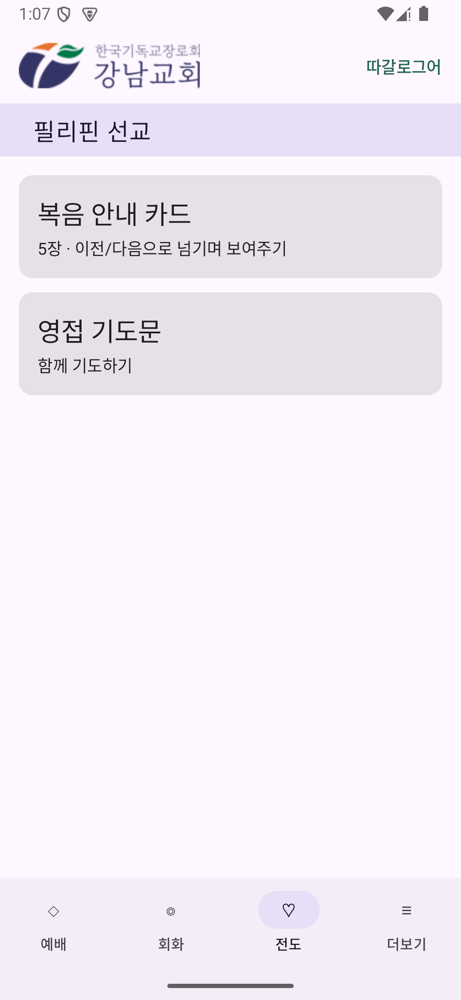 1:07
한국기독교장로회
강남교회
따갈로그어
필리핀 선교
복음 안내 카드
5장 · 이전/다음으로 넘기며 보여주기
영접 기도문
함께 기도하기
예배
회화
전도
더보기